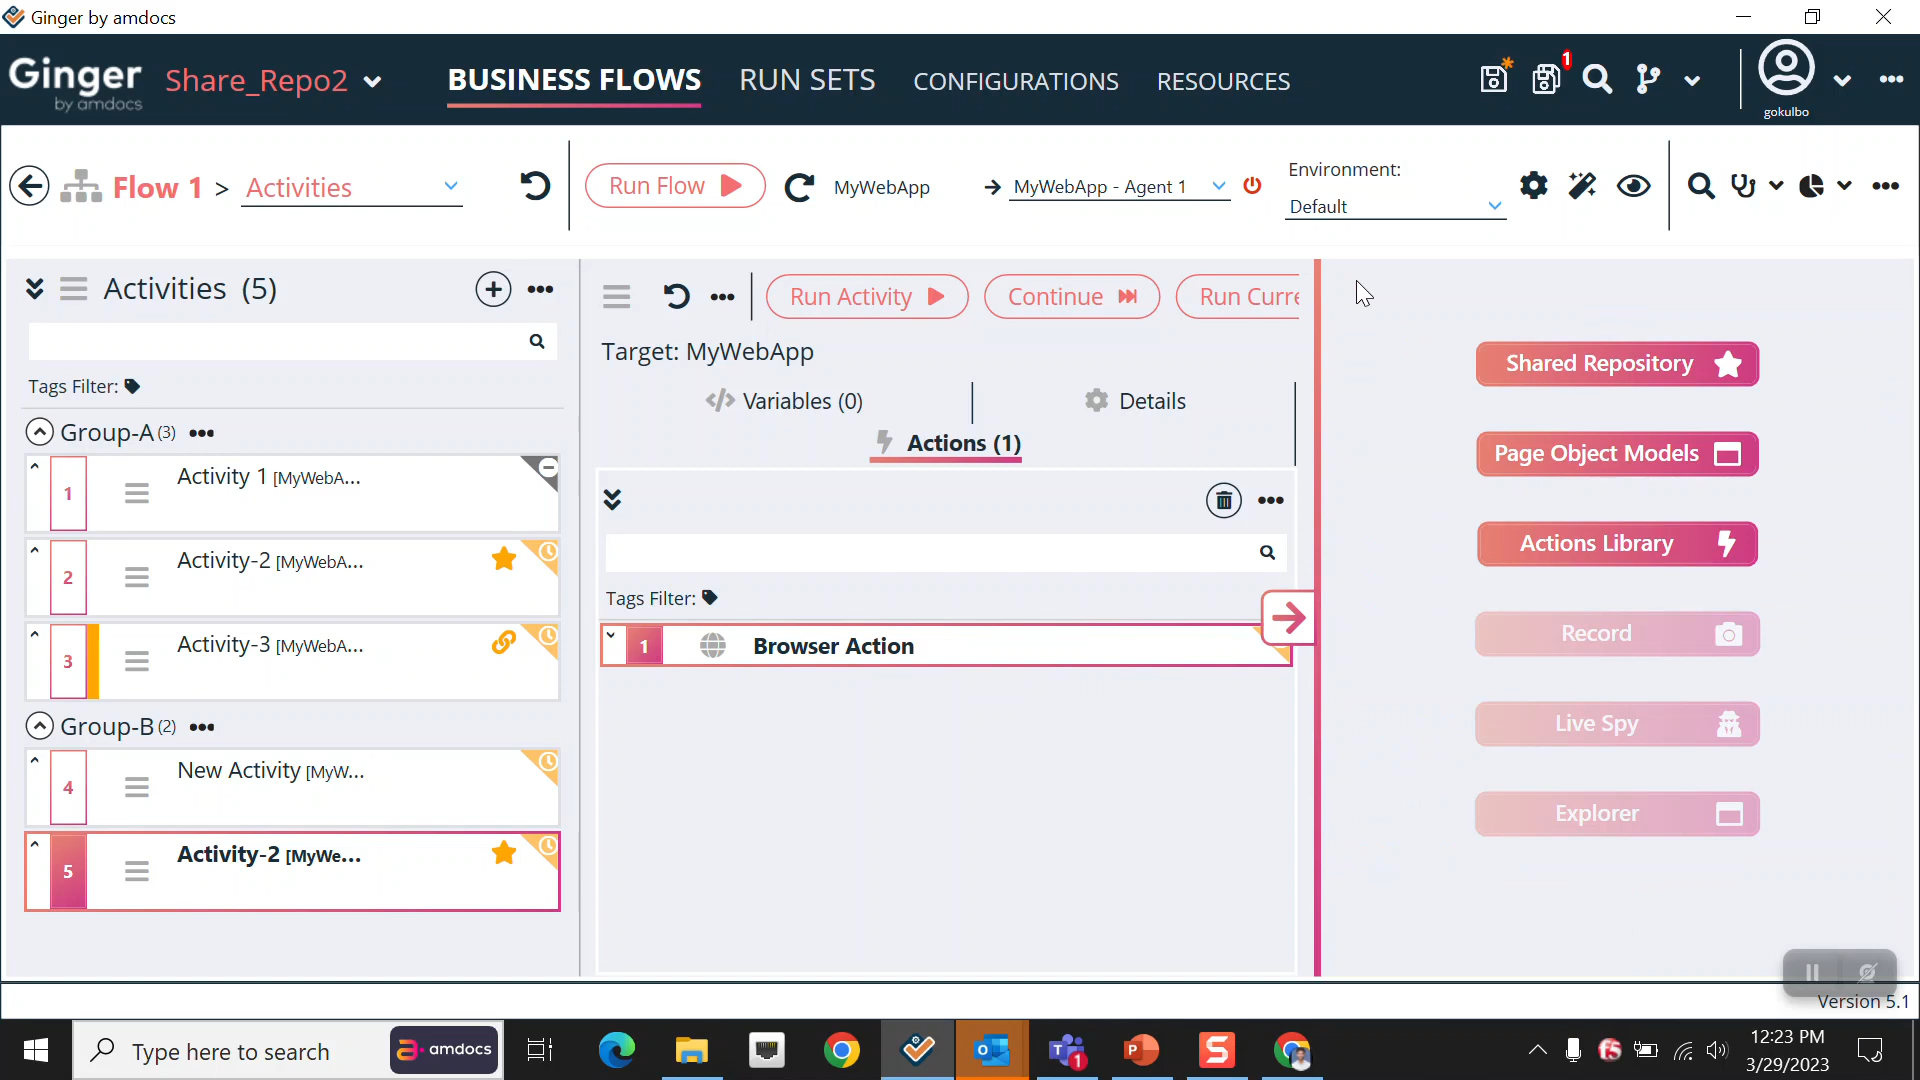 Ginger by amdocs
Ginger
by amdocs
Share_Repo2
BUSINESS FLOWS
RUN SETS
CONFIGURATIONS
RESOURCES
1
gokulbo
Flow 1 > Activities
Run Flow
MyWebApp
MyWebApp - Agent 1
Environment:
Default
Activities (5)
Tags Filter:
Group-A (3)
1
Activity 1 [MyWebA...
2
Activity-2 [MyWebA...
3
Activity-3 [MyWebA...
Group-B (2)
4
New Activity [MyW...
5
Activity-2 [MyWe...
Run Activity
Continue
Run Curre
Target: MyWebApp
Variables (0)
Details
Actions (1)
Tags Filter:
1
Browser Action
Shared Repository
Page Object Models
Actions Library
Record
Live Spy
Explorer
Version 5.1
Type here to search
a: amdocs
1
12:23 PM
3/29/2023